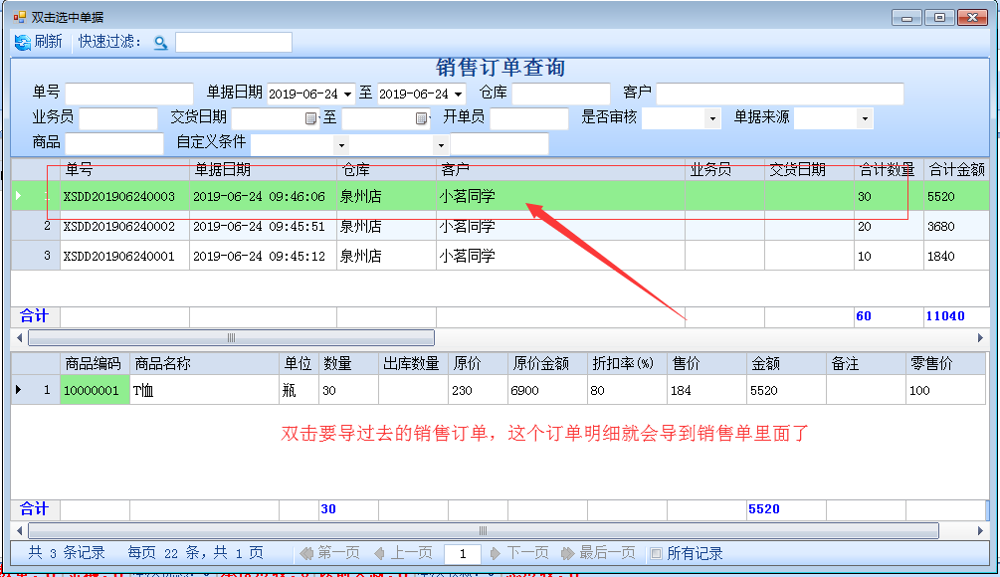 双击选中单据
刷新 快速过滤:
销售订单查询
单号 单据日期 2019-06-24 至 2019-06-24 仓库 客户
业务员 交货日期 至 开单员 是否审核 单据来源
商品 自定义条件
单号 单据日期 仓库 客户 业务员 交货日期 合计数量 合计金额
1 XSDD201906240003 2019-06-24 09:46:06 泉州店 小茗同学 30 5520
2 XSDD201906240002 2019-06-24 09:45:51 泉州店 小茗同学 20 3680
3 XSDD201906240001 2019-06-24 09:45:12 泉州店 小茗同学 10 1840
合计 60 11040
商品编码 商品名称 单位 数量 出库数量 原价 原价金额 折扣率(%) 售价 金额 备注 零售价
1 10000001 T恤 瓶 30 230 6900 80 184 5520 100
双击要导过去的销售订单，这个订单明细就会导到销售单里面了
合计 30 5520
共 3 条记录 每页 22 条，共 1 页 第一页 上一页 1 下一页 最后一页 所有记录